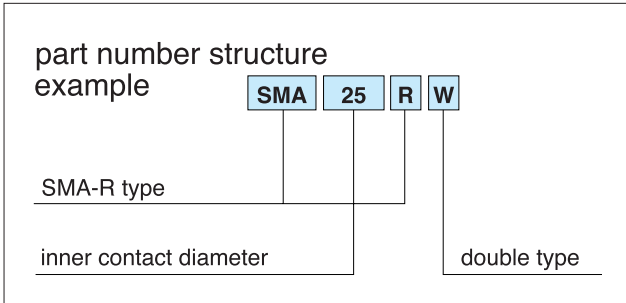 part number structure
example
SMA 25 R W
SMA-R type
inner contact diameter
double type